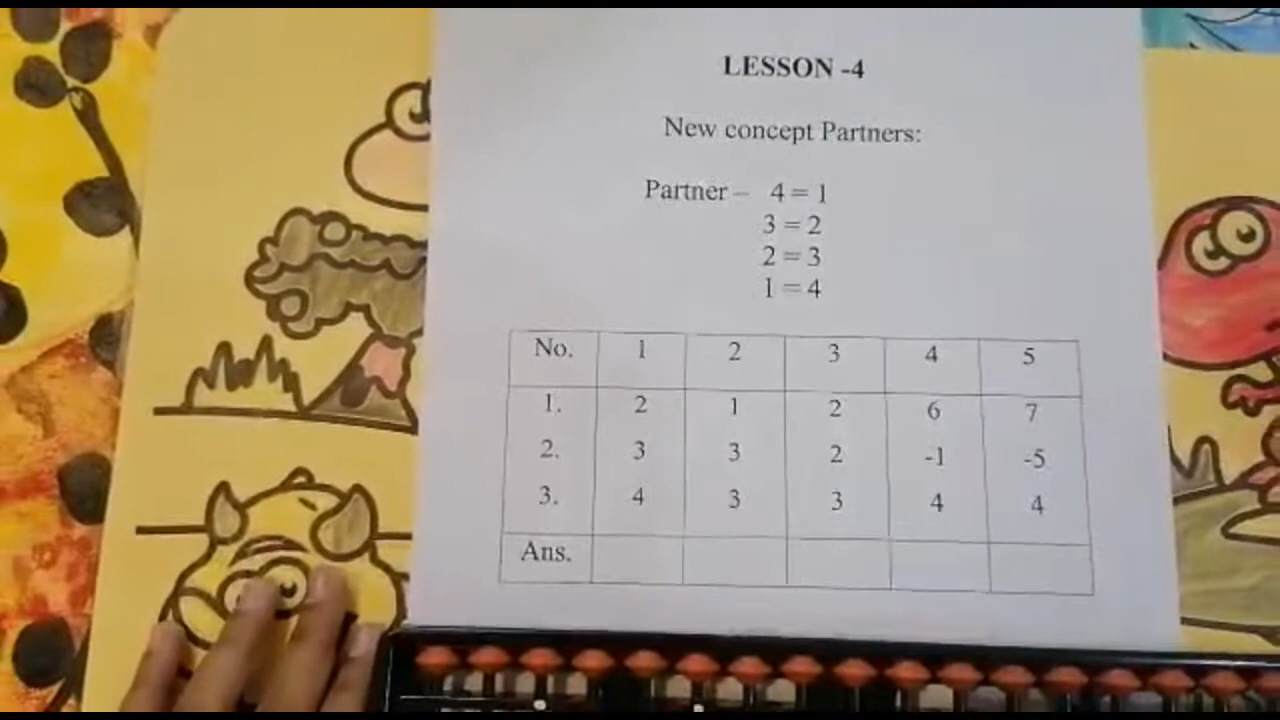 LESSON -4
New concept Partners:
Partner – 4 = 1
3 = 2
2 = 3
1 = 4
No. 1 2 3 4 5
1. 2 1 2 6 7
2. 3 3 2 -1 -5
3. 4 3 3 4 4
Ans.